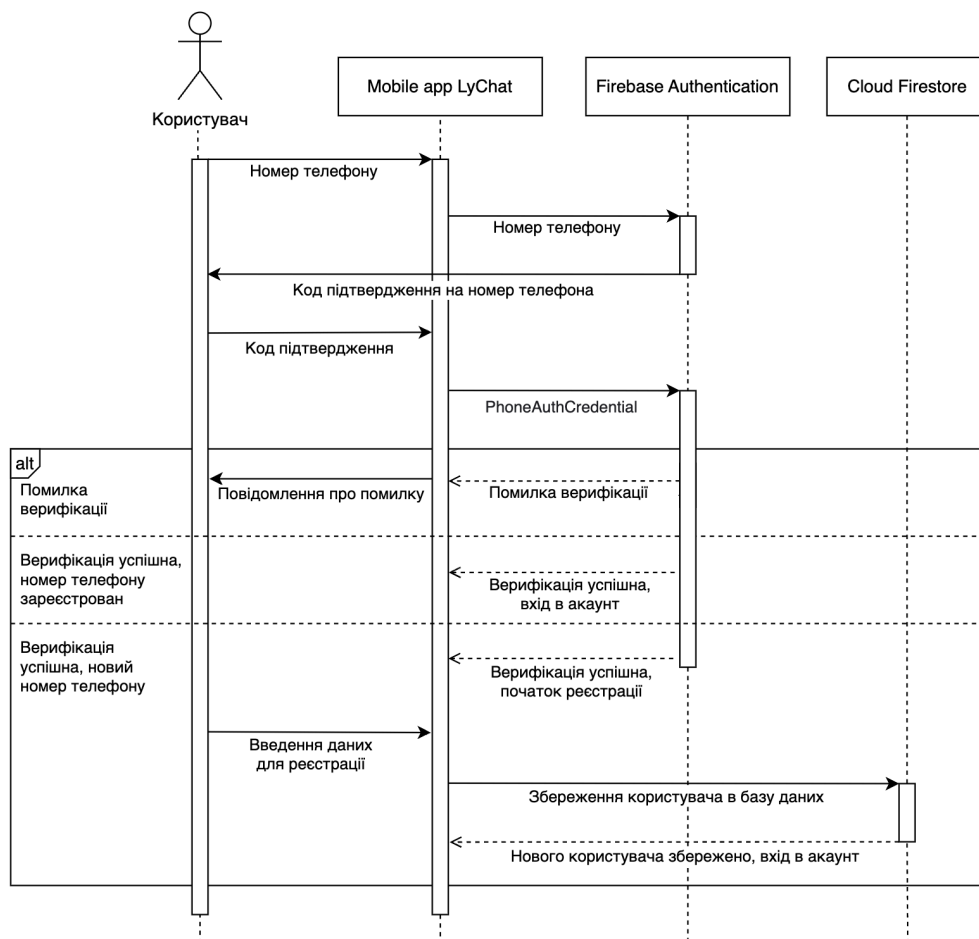 Користувач
Mobile app LyChat
Firebase Authentication
Cloud Firestore
Номер телефону
Номер телефону
Код підтвердження на номер телефона
Код підтвердження
PhoneAuthCredential
alt
Помилка
верифікації
Повідомлення про помилку
Помилка верифікації
Верифікація успішна,
номер телефону
зареєстрован
Верифікація успішна,
вхід в акаунт
Верифікація
успішна, новий
номер телефону
Верифікація успішна,
початок реєстрації
Введення даних
для реєстрації
Збереження користувача в базу даних
Нового користувача збережено, вхід в акаунт